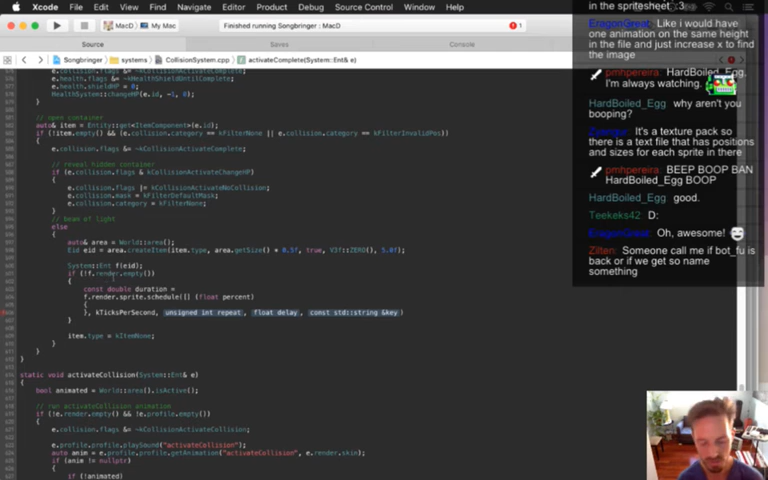 Xcode File Edit View Find Navigate Editor Product Debug Source Control Window Help
MacD My Mac
Finished running Songbringer : MacD
1
Source
Saves
Console
Songbringer systems CollisionSystem.cpp activateComplete(System::Ent& e)
e.health.shieldHP = 0;
HealthSystem::changeHP(e.id, -1, 0);
}
// open container
auto& item = Entity::get<ItemComponent>(e.id);
if (!item.empty() && (e.collision.category == kFilterNone || e.collision.category == kFilterInvalidPos))
{
e.collision.flags &= ~kCollisionActivateComplete;
// reveal hidden container
if (e.collision.flags & kCollisionActivateChangeHP)
{
e.collision.flags |= kCollisionActivateNoCollision;
e.collision.mask = kFilterDefaultMask;
e.collision.category = kFilterNone;
}
// beam of light
else
{
auto& area = World::area();
Eid eid = area.createItem(item.type, area.getSize() * 0.5f, true, V3f::ZERO(), 5.0f);
System::Ent f(eid);
if (!f.render.empty())
{
const double duration =
f.render.sprite.schedule([] (float percent)
{
}, kTicksPerSecond, unsigned int repeat, float delay, const std::string &key)
}
item.type = kItemNone;
}
}
}
static void activateCollision(System::Ent& e)
{
bool animated = World::area().isActive();
// run activateCollision animation
if (!e.render.empty() && !e.profile.empty())
{
e.collision.flags &= ~kCollisionActivateCollision;
e.profile.profile.playSound("activateCollision");
auto anim = e.profile.profile.getAnimation("activateCollision", e.render.skin);
if (anim != nullptr)
{
if (!animated)
in the spritesheet. :3
EragonGreat: Like i would have
one animation on the same height
in the file and just increase x to find
the image
pmhpereira: HardBoiled_Egg,
I'm always watching.
HardBoiled_Egg why aren't you
booping?
It's a texture pack so
there is a text file that has positions
and sizes for each sprite in there
pmhpereira: BEEP BOOP BAN
HardBoiled_Egg BOOP
HardBoiled_Egg: good.
Teekeks42: D:
EragonGreat: Oh, awesome!
Zilten: Someone call me if bot_fu is
back or if we get so name
something